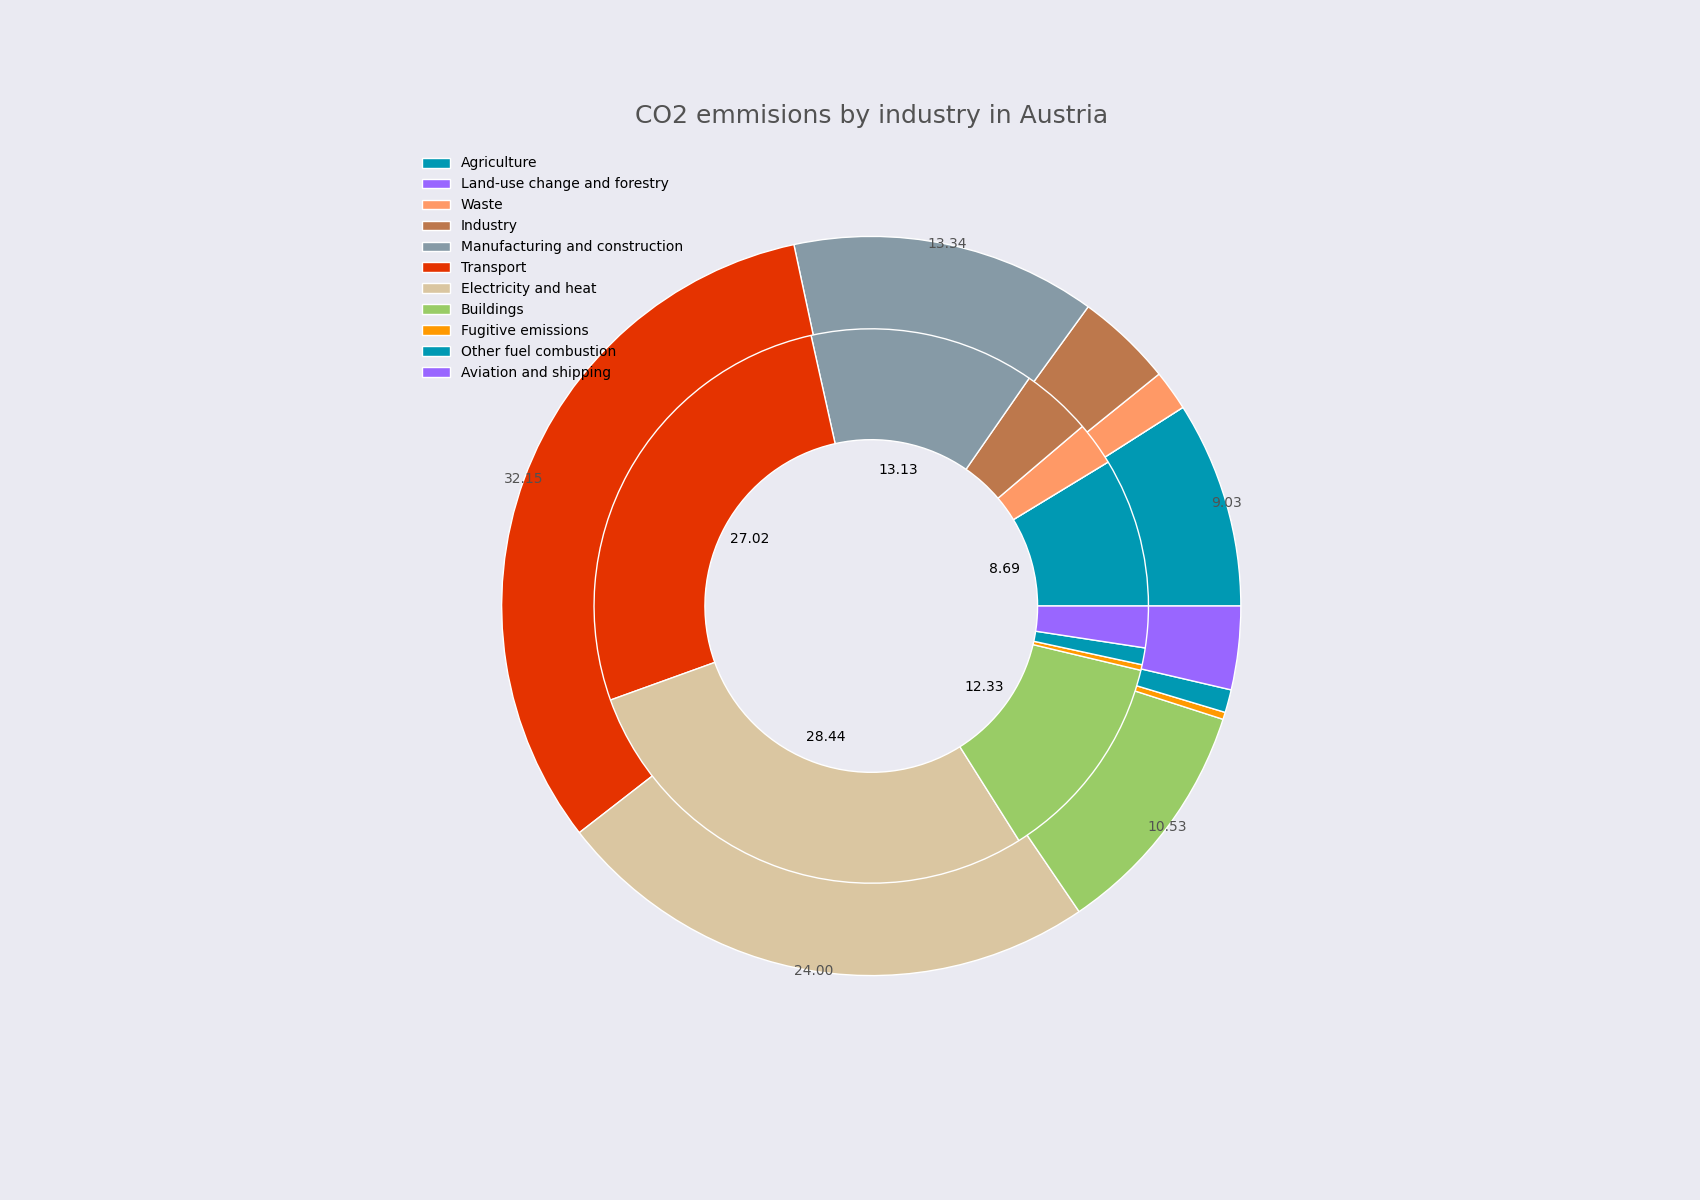 CO2 emmisions by industry in Austria
Agriculture
Land-use change and forestry
Waste
Industry
Manufacturing and construction
Transport
Electricity and heat
Buildings
Fugitive emissions
Other fuel combustion
Aviation and shipping
13.34
32.15
9.03
13.13
27.02
8.69
12.33
28.44
10.53
24.00